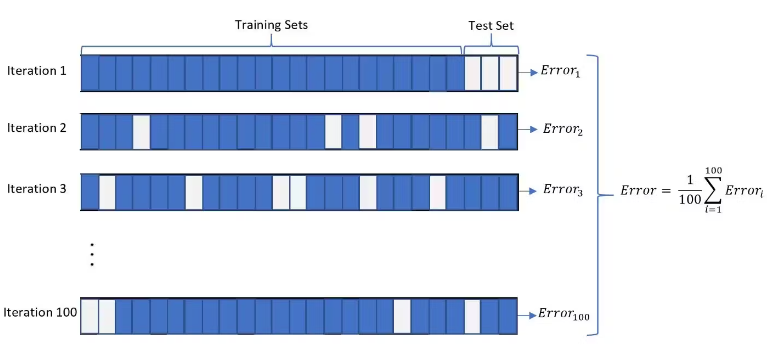 Training Sets
Test Set
Iteration 1
Error₁
Iteration 2
Error₂
Iteration 3
Error₃
Error = 1/100 ∑_{i=1}^{100} Errorᵢ
⋮
Iteration 100
Error₁₀₀